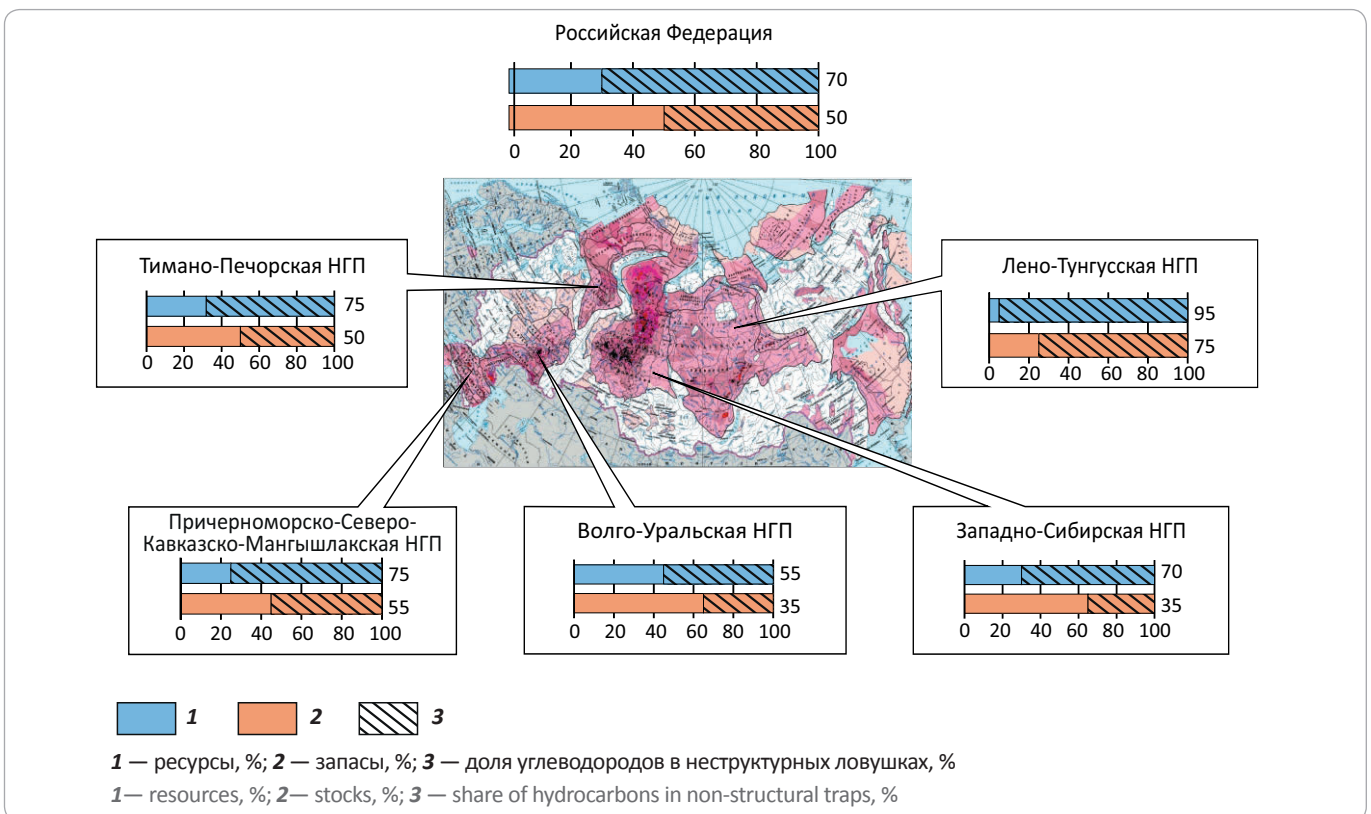 Российская Федерация
70
50
0 20 40 60 80 100
Тимано-Печорская НГП
75
50
0 20 40 60 80 100
Лено-Тунгусская НГП
95
75
0 20 40 60 80 100
Причерноморско-Северо-
Кавказско-Мангышлакская НГП
75
55
0 20 40 60 80 100
Волго-Уральская НГП
55
35
0 20 40 60 80 100
Западно-Сибирская НГП
70
35
0 20 40 60 80 100
1 2 3
1 — ресурсы, %; 2 — запасы, %; 3 — доля углеводородов в неструктурных ловушках, %
1— resources, %; 2— stocks, %; 3 — share of hydrocarbons in non-structural traps, %